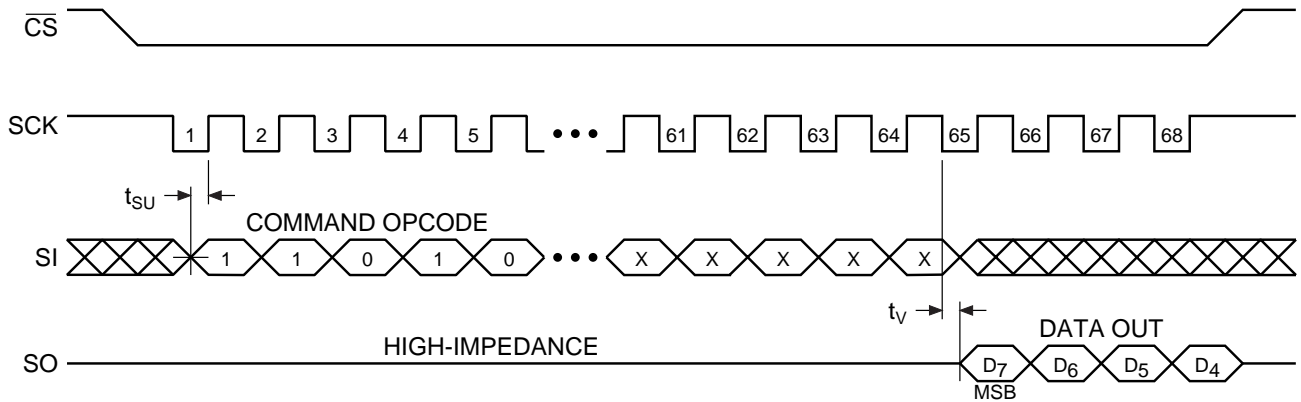 CS
SCK 1 2 3 4 5 ••• 61 62 63 64 65 66 67 68
tSU
COMMAND OPCODE
SI 1 1 0 1 0 ••• X X X X X
tV
HIGH-IMPEDANCE
DATA OUT
SO D7 D6 D5 D4
MSB